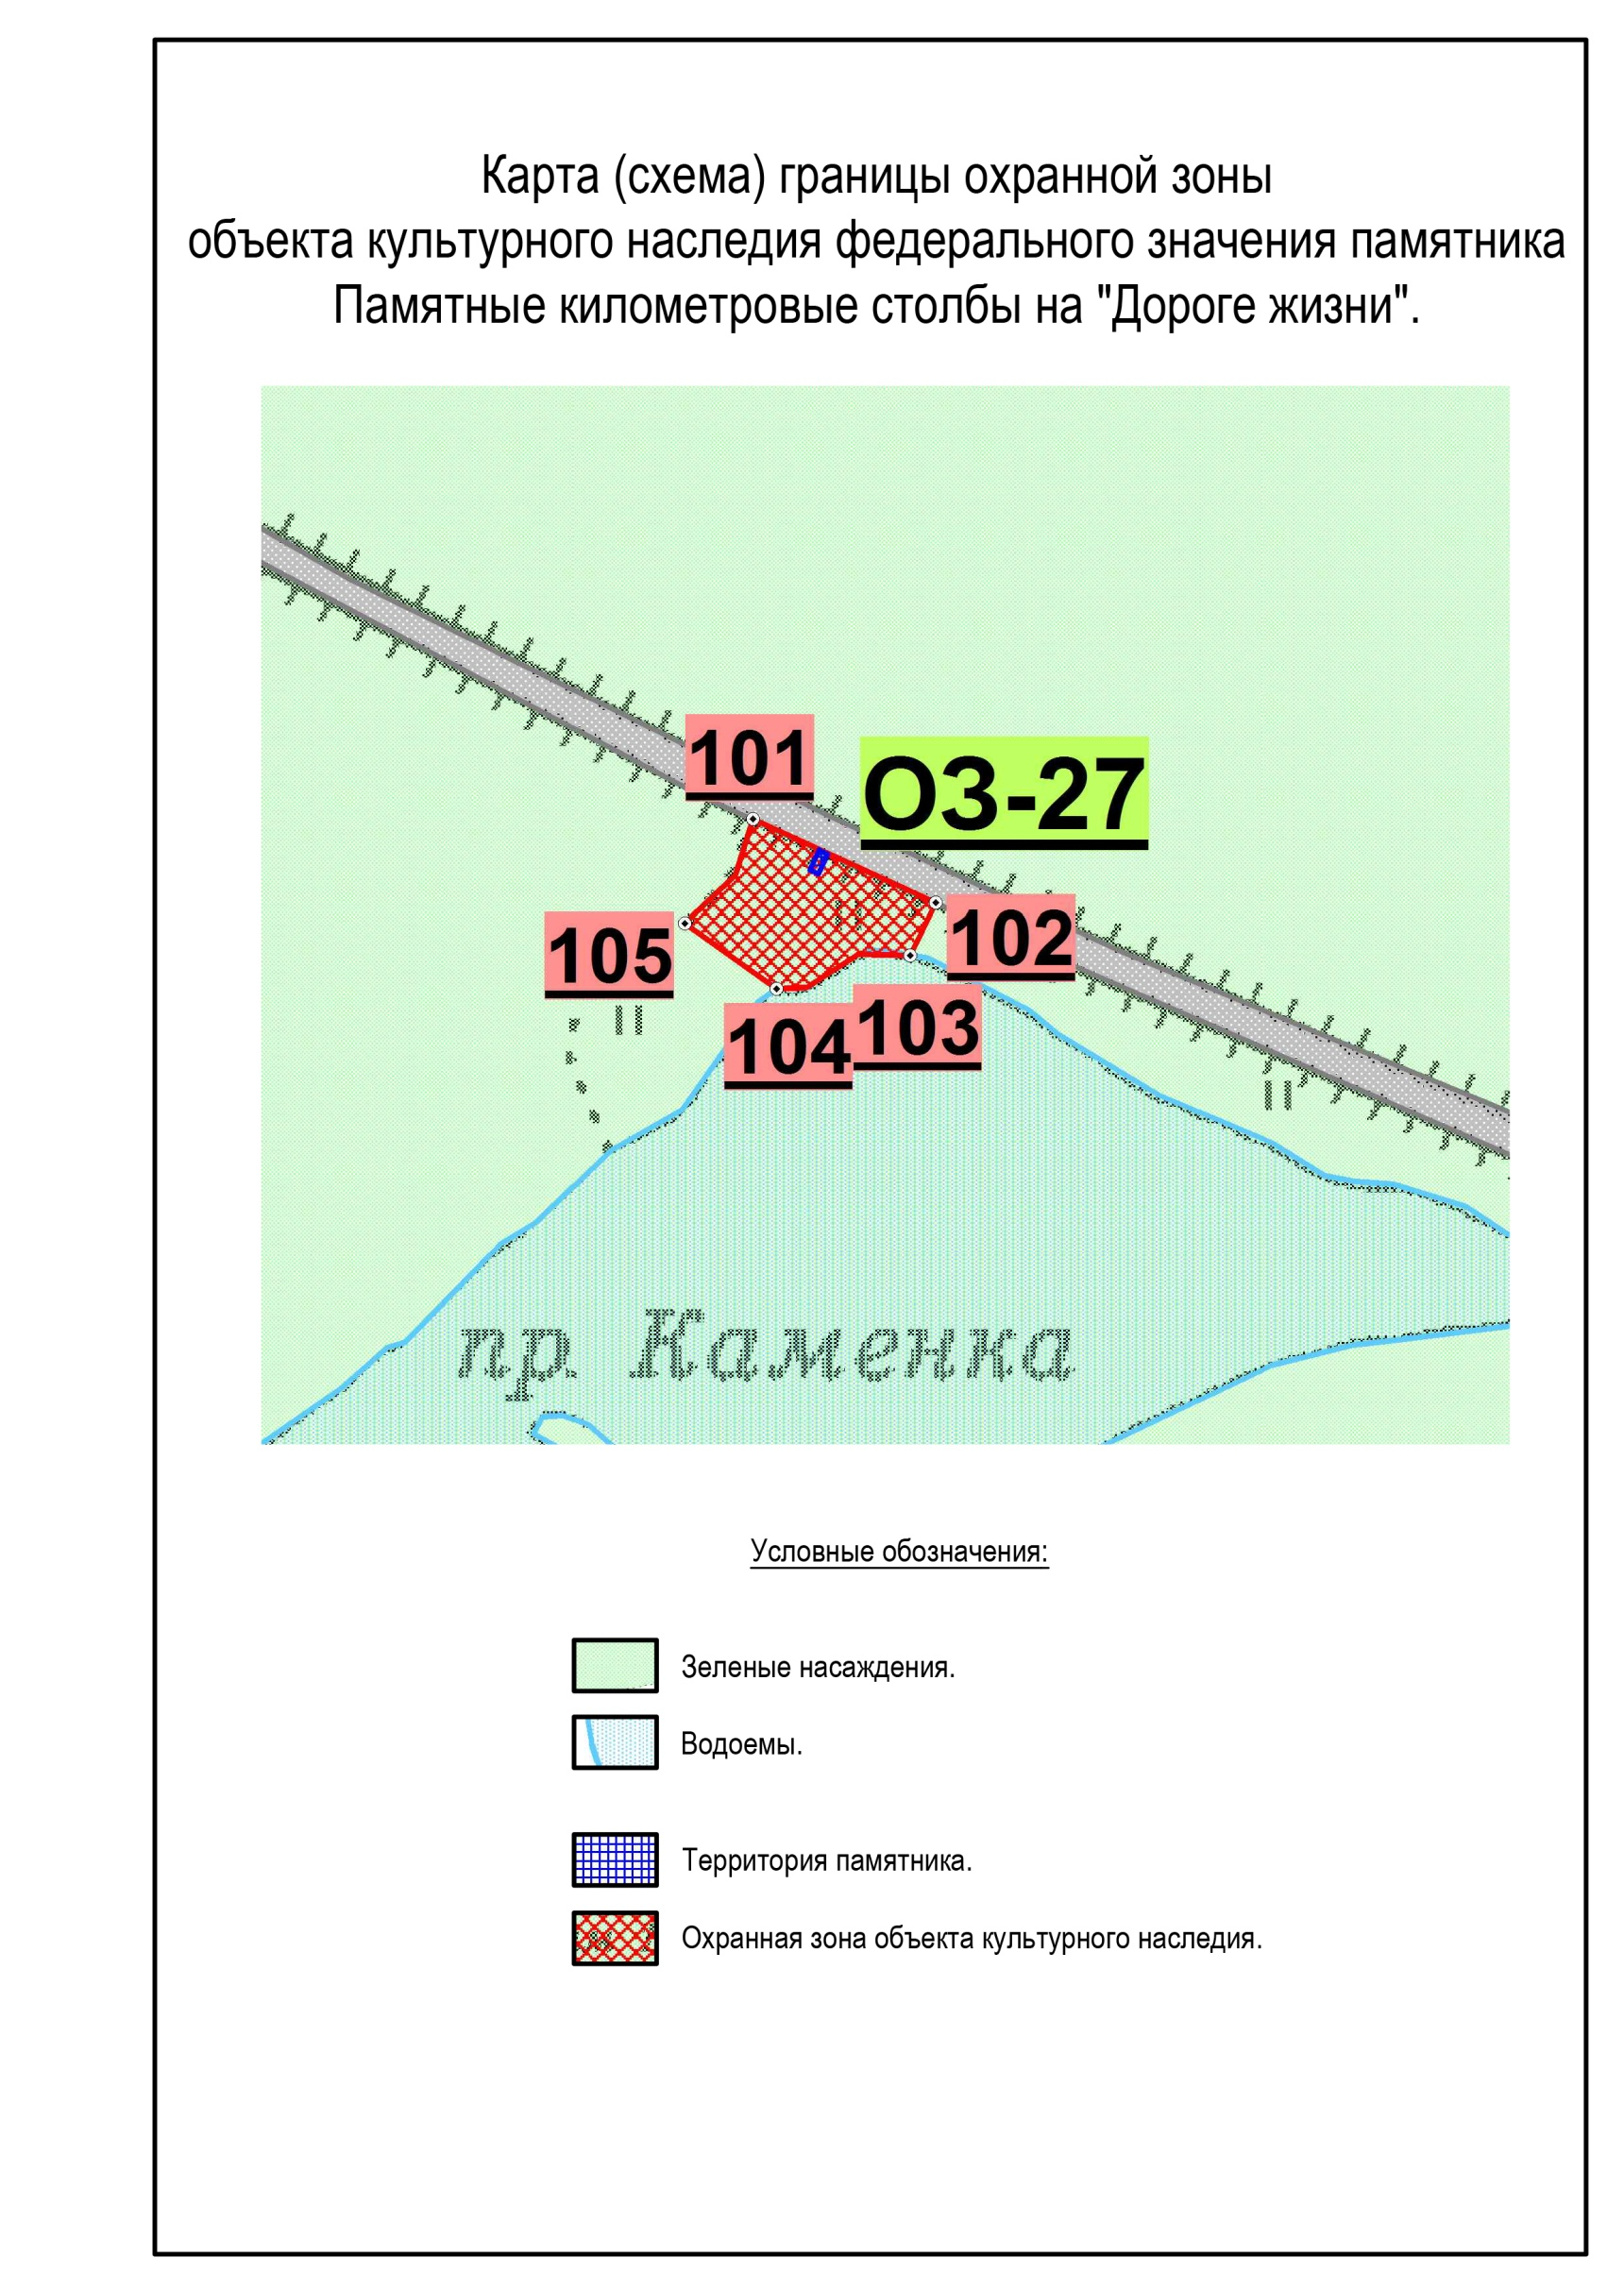 Карта (схема) границы охранной зоны
объекта культурного наследия федерального значения памятника
Памятные километровые столбы на "Дороге жизни".
101
ОЗ-27
102
105
103
104
пр. Каменка
Условные обозначения:
Зеленые насаждения.
Водоемы.
Территория памятника.
Охранная зона объекта культурного наследия.